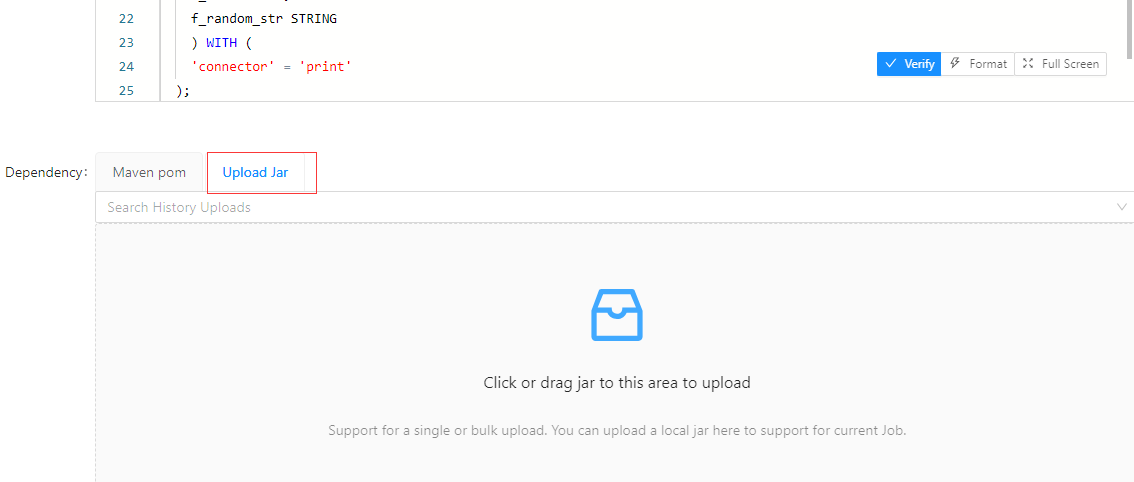 22 f_random_str STRING
23 ) WITH (
24 'connector' = 'print'
25 );
Verify Format Full Screen
Dependency: Maven pom Upload Jar
Search History Uploads
Click or drag jar to this area to upload
Support for a single or bulk upload. You can upload a local jar here to support for current Job.